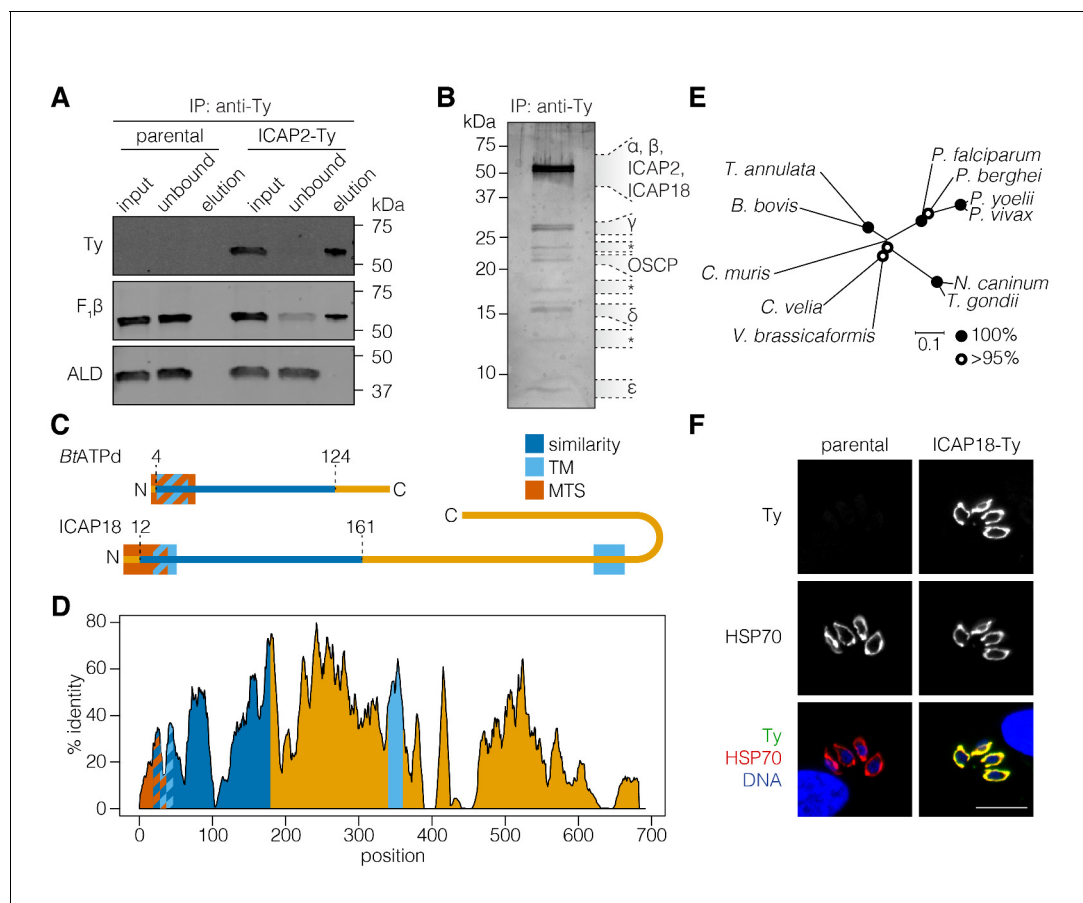 A
IP: anti-Ty
parental ICAP2-Ty
input unbound elution input unbound elution kDa
Ty
75
50
F1β
75
50
ALD
50
37
B
IP: anti-Ty
kDa
75
50
37
25
20
15
10
α, β,
ICAP2,
ICAP18
γ
*
OSCP
*
δ
*
ε
E
T. annulata
B. bovis
C. muris
C. velia
V. brassicaformis
P. falciparum
P. berghei
P. yoelii
P. vivax
N. caninum
T. gondii
0.1
100%
>95%
C
BtATPd 4 124
N C
ICAP18 12 161
N C
similarity
TM
MTS
D
% identity
80
60
40
20
0
0 100 200 300 400 500 600 700
position
F
parental ICAP18-Ty
Ty
HSP70
Ty
HSP70
DNA